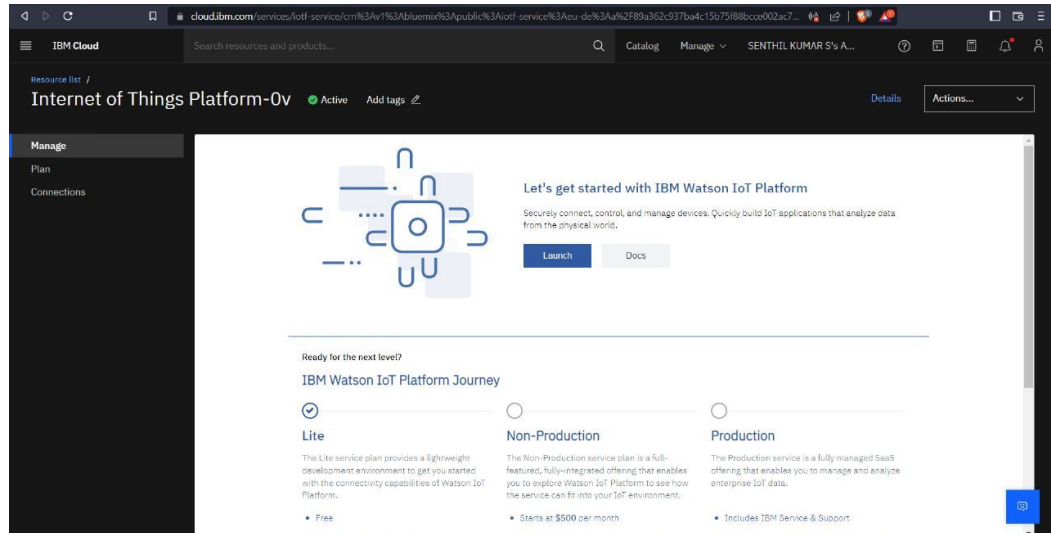 cloud.ibm.com/services/iotf-service/crn%3Av1%3Abluemix%3Apublic%3Aiotf-service%3Aeu-de%3Aa%2F89a362c937ba4c15b75f88bcce002ac7...
IBM Cloud
Search resources and products...
Catalog
Manage
SENTHIL KUMAR S's A...
Resource list /
Internet of Things Platform-0v
Active
Add tags
Details
Actions...
Manage
Plan
Connections
Let's get started with IBM Watson IoT Platform
Securely connect, control, and manage devices. Quickly build IoT applications that analyze data
from the physical world.
Launch
Docs
Ready for the next level?
IBM Watson IoT Platform Journey
Lite
The Lite service plan provides a lightweight
development environment to get you started
with the connectivity capabilities of Watson IoT
Platform.
• Free
Non-Production
The Non-Production service plan is a full-
featured, fully-integrated offering that enables
you to explore Watson IoT Platform to see how
the service can fit into your IoT environment.
• Starts at $500 per month
Production
The Production service is a fully managed SaaS
offering that enables you to manage and analyze
enterprise IoT data.
• Includes IBM Service & Support